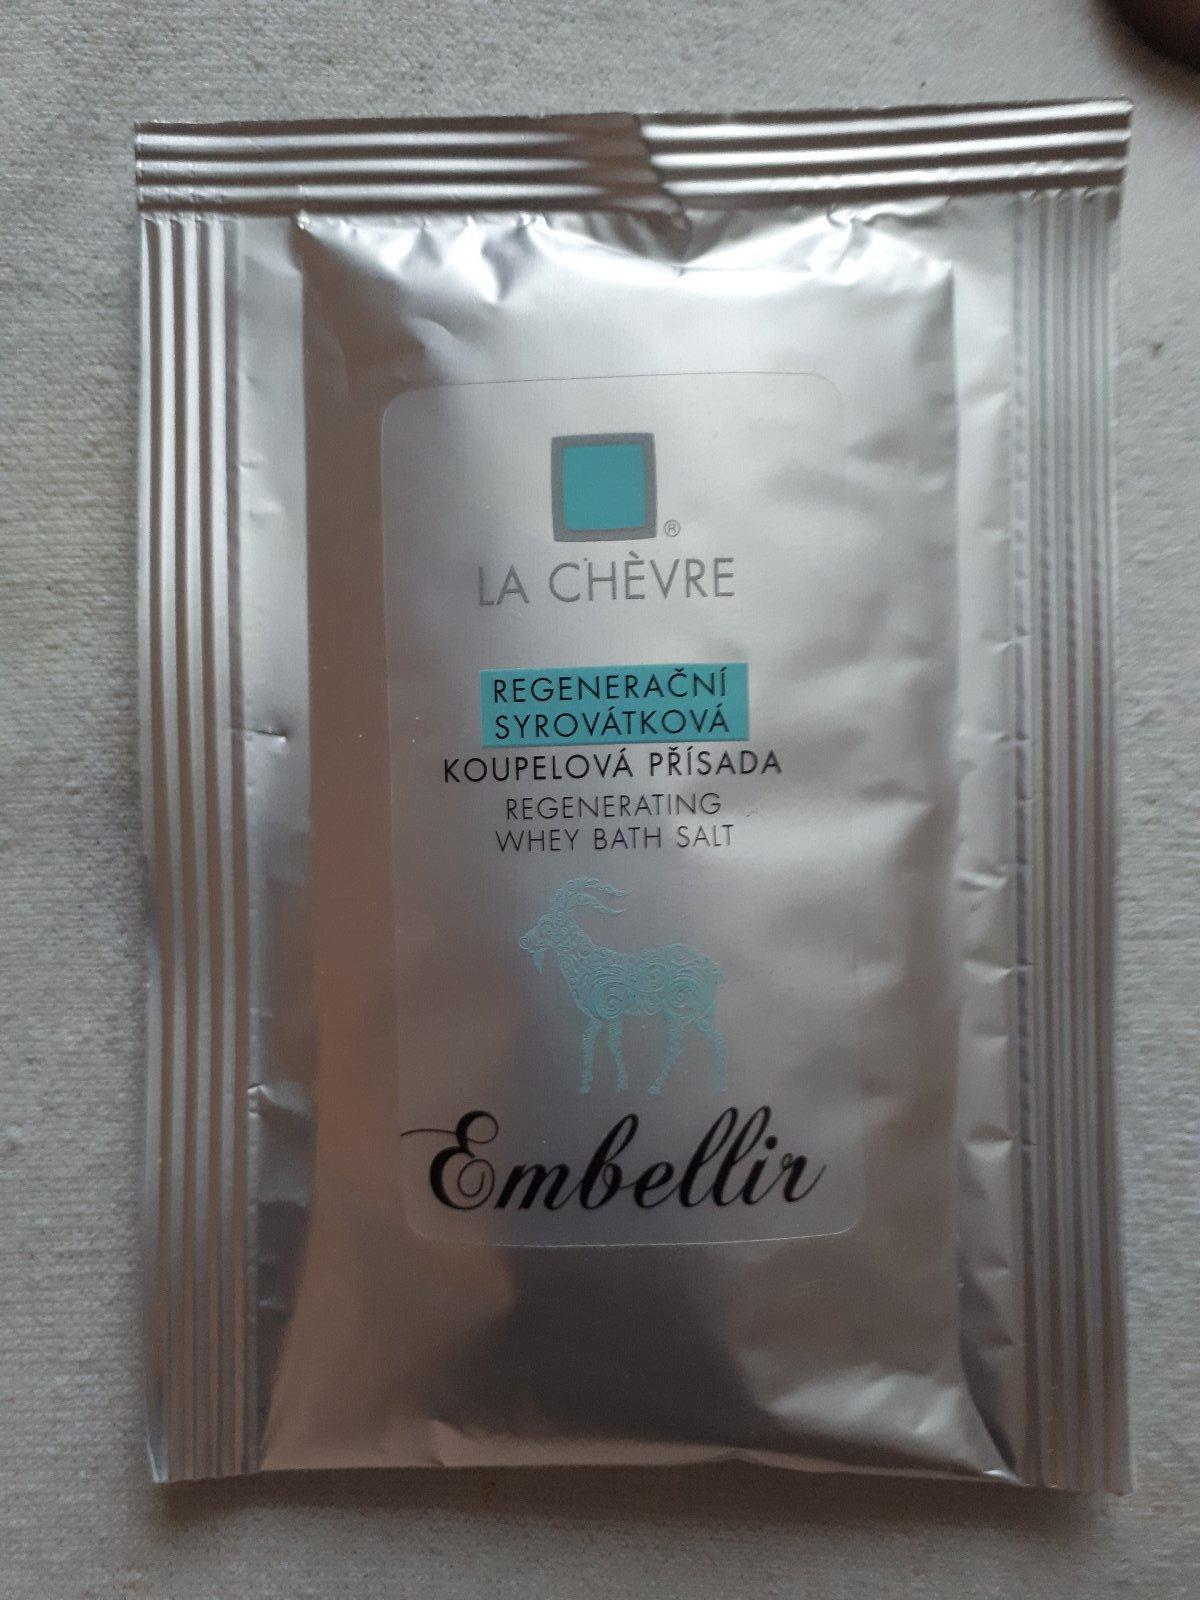 ®
LA CHÈVRE
REGENERAČNÍ
SYROVÁTKOVÁ
KOUPELOVÁ PŘÍSADA
REGENERATING
WHEY BATH SALT
Embellir